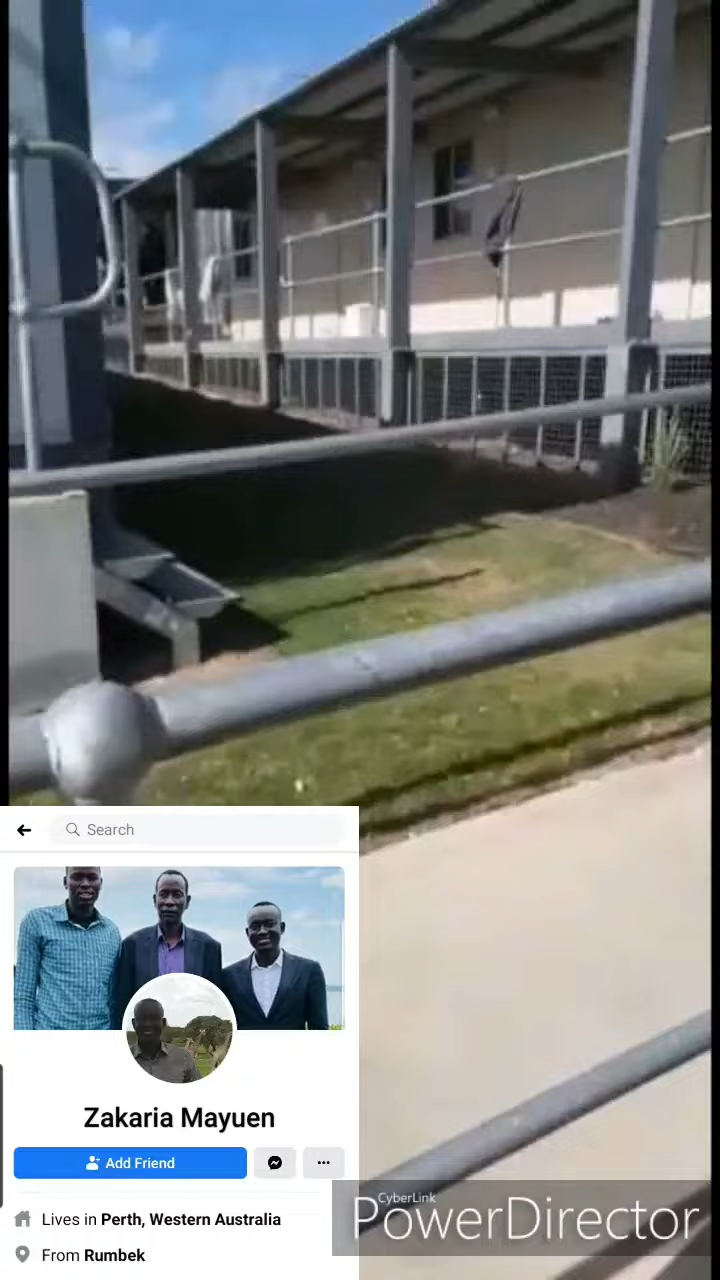 Search
Zakaria Mayuen
Add Friend
Lives in Perth, Western Australia
From Rumbek
CyberLink
PowerDirector